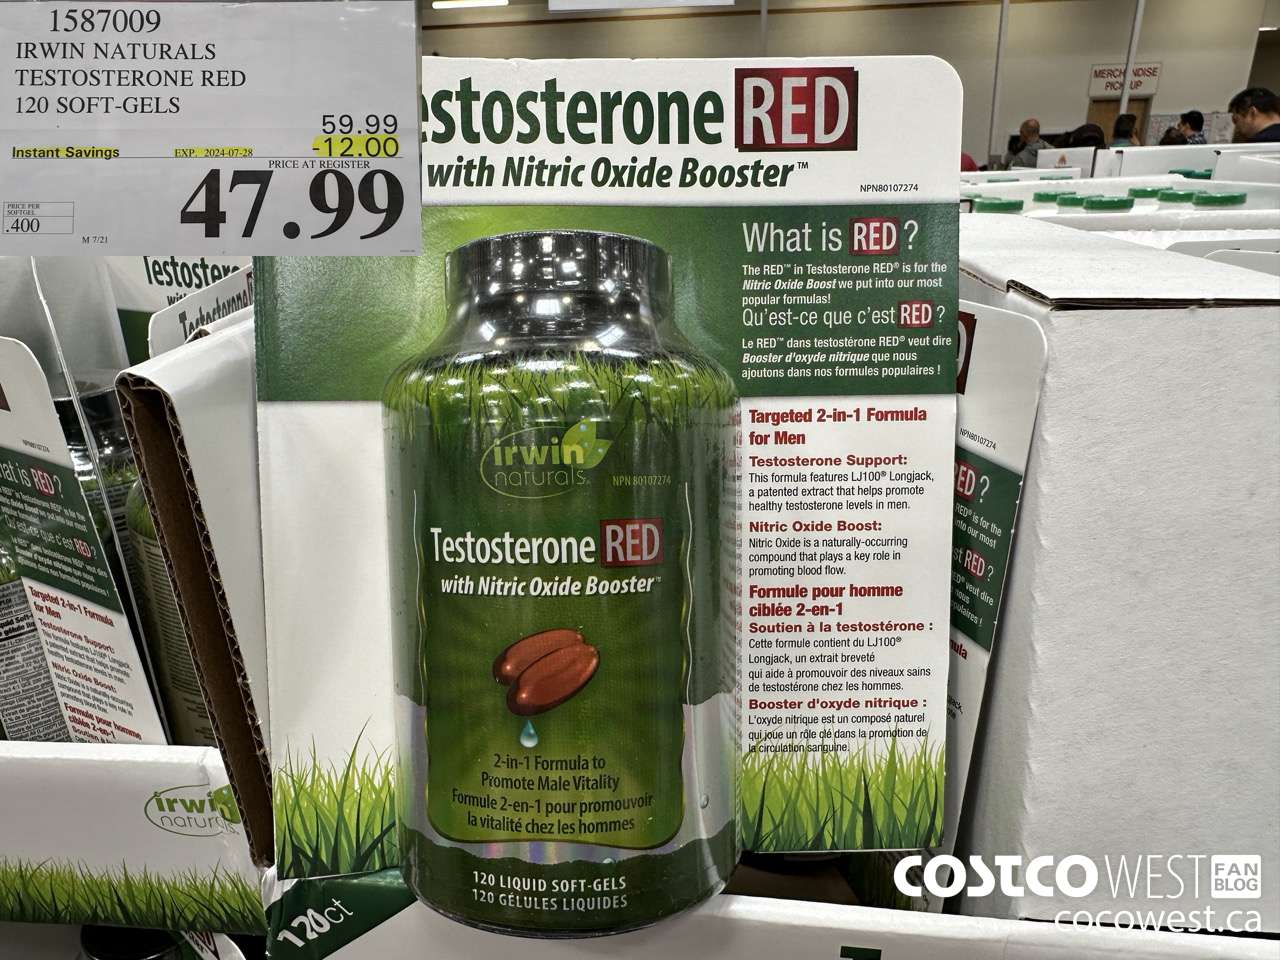 1587009
IRWIN NATURALS
TESTOSTERONE RED
120 SOFT-GELS
59.99
Instant Savings EXP. 2024-07-28 -12.00
PRICE AT REGISTER
47.99
PRICE PER
SOFTGEL
.400
M 7/21
MERCHANDISE
PICK UP
estosterone RED
with Nitric Oxide Booster™
NPN80107274
What is RED?
The RED™ in Testosterone RED® is for the
Nitric Oxide Boost we put into our most
popular formulas!
Qu'est-ce que c'est RED ?
Le RED™ dans testostérone RED® veut dire
Booster d'oxyde nitrique que nous
ajoutons dans nos formules populaires !
Targeted 2-in-1 Formula
for Men
Testosterone Support:
This formula features LJ100® Longjack,
a patented extract that helps promote
healthy testosterone levels in men.
Nitric Oxide Boost:
Nitric Oxide is a naturally-occurring
compound that plays a key role in
promoting blood flow.
Formule pour homme
ciblée 2-en-1
Soutien à la testostérone :
Cette formule contient du LJ100®
Longjack, un extrait breveté
qui aide à promouvoir des niveaux sains
de testostérone chez les hommes.
Booster d'oxyde nitrique :
L'oxyde nitrique est un composé naturel
qui joue un rôle clé dans la promotion de
la circulation sanguine.
irwin
naturals®
NPN 80107274
Testosterone RED
with Nitric Oxide Booster™
2-in-1 Formula to
Promote Male Vitality
Formule 2-en-1 pour promouvoir
la vitalité chez les hommes
120 LIQUID SOFT-GELS
120 GÉLULES LIQUIDES
120ct
irwin
naturals®
COSTCO WEST FAN BLOG
cocowest.ca